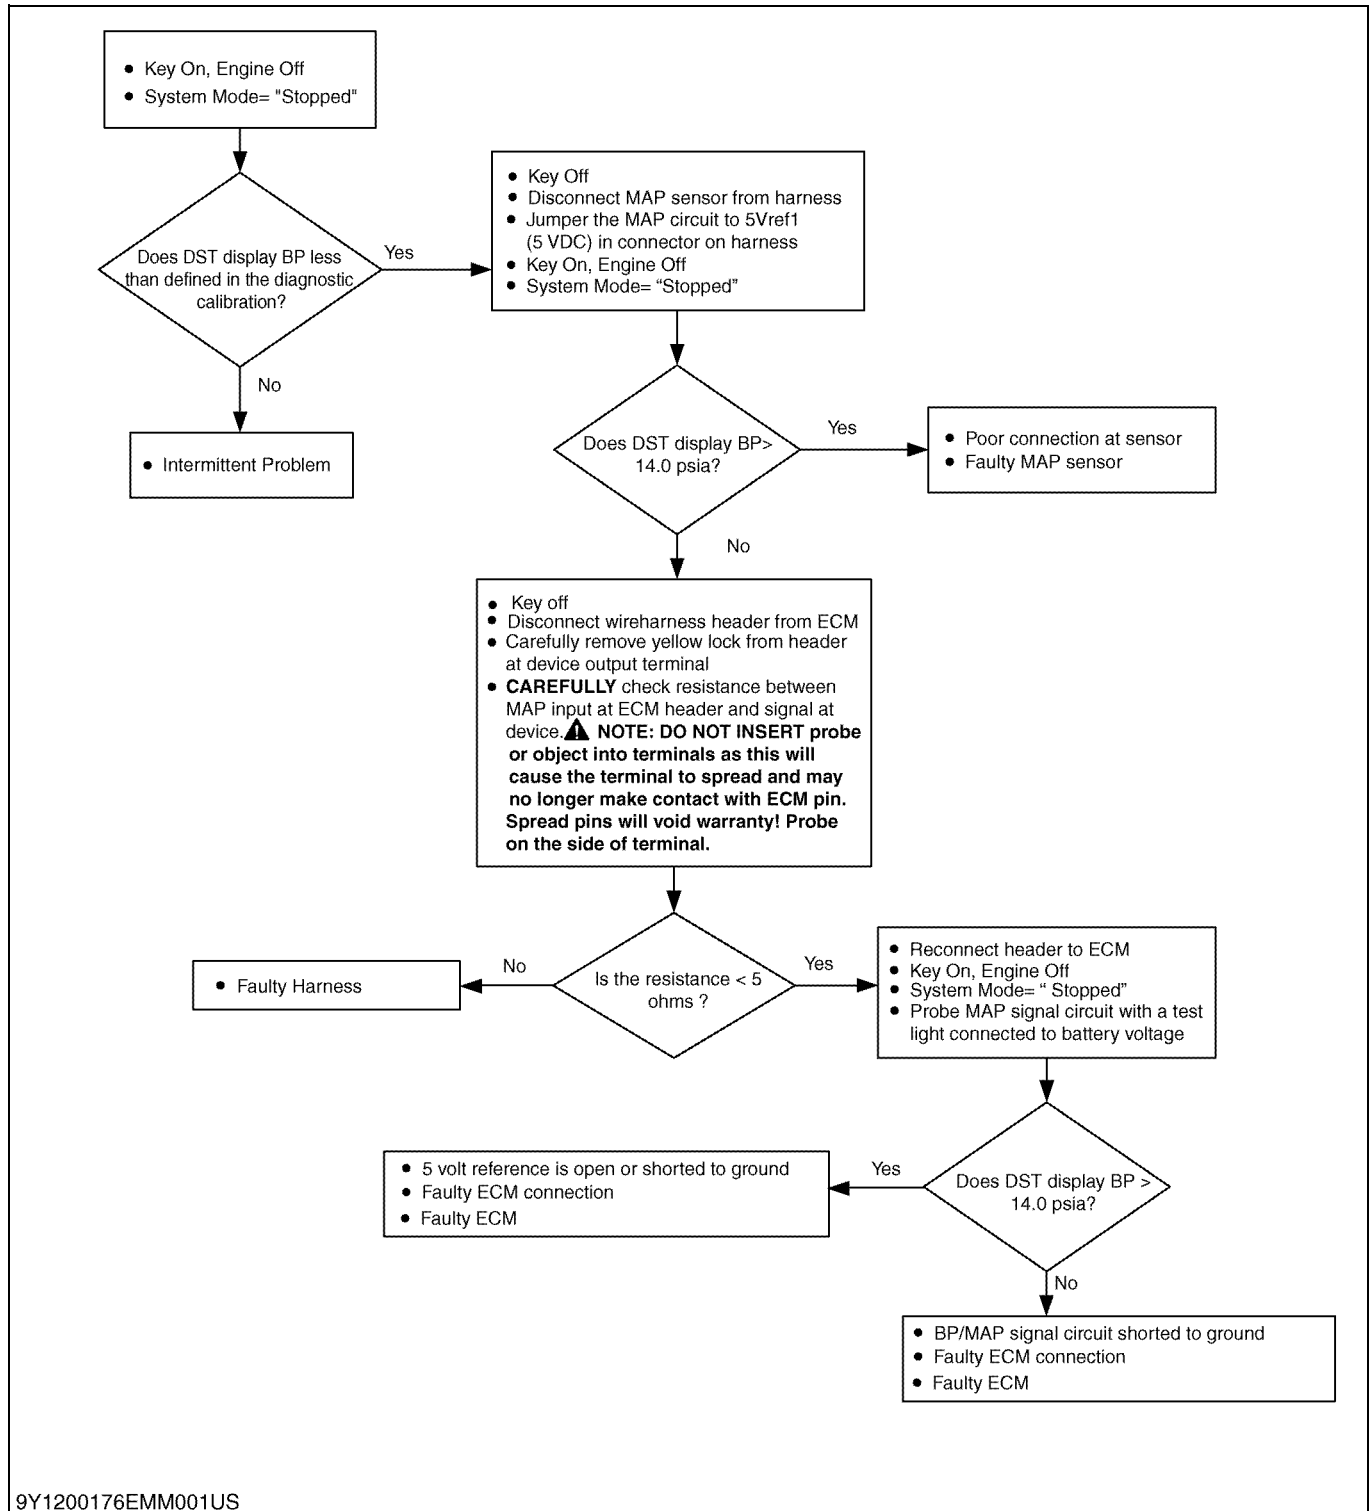 • Key On, Engine Off
• System Mode= "Stopped"
Does DST display BP less
than defined in the diagnostic
calibration?
Yes
No
• Intermittent Problem
• Key Off
• Disconnect MAP sensor from harness
• Jumper the MAP circuit to 5Vref1
(5 VDC) in connector on harness
• Key On, Engine Off
• System Mode= “Stopped”
Does DST display BP>
14.0 psia?
Yes
• Poor connection at sensor
• Faulty MAP sensor
No
• Key off
• Disconnect wireharness header from ECM
• Carefully remove yellow lock from header
at device output terminal
• CAREFULLY check resistance between
MAP input at ECM header and signal at
device. NOTE: DO NOT INSERT probe
or object into terminals as this will
cause the terminal to spread and may
no longer make contact with ECM pin.
Spread pins will void warranty! Probe
on the side of terminal.
Is the resistance < 5
ohms ?
No
• Faulty Harness
Yes
• Reconnect header to ECM
• Key On, Engine Off
• System Mode= “ Stopped”
• Probe MAP signal circuit with a test
light connected to battery voltage
Does DST display BP >
14.0 psia?
Yes
• 5 volt reference is open or shorted to ground
• Faulty ECM connection
• Faulty ECM
No
• BP/MAP signal circuit shorted to ground
• Faulty ECM connection
• Faulty ECM
9Y1200176EMM001US